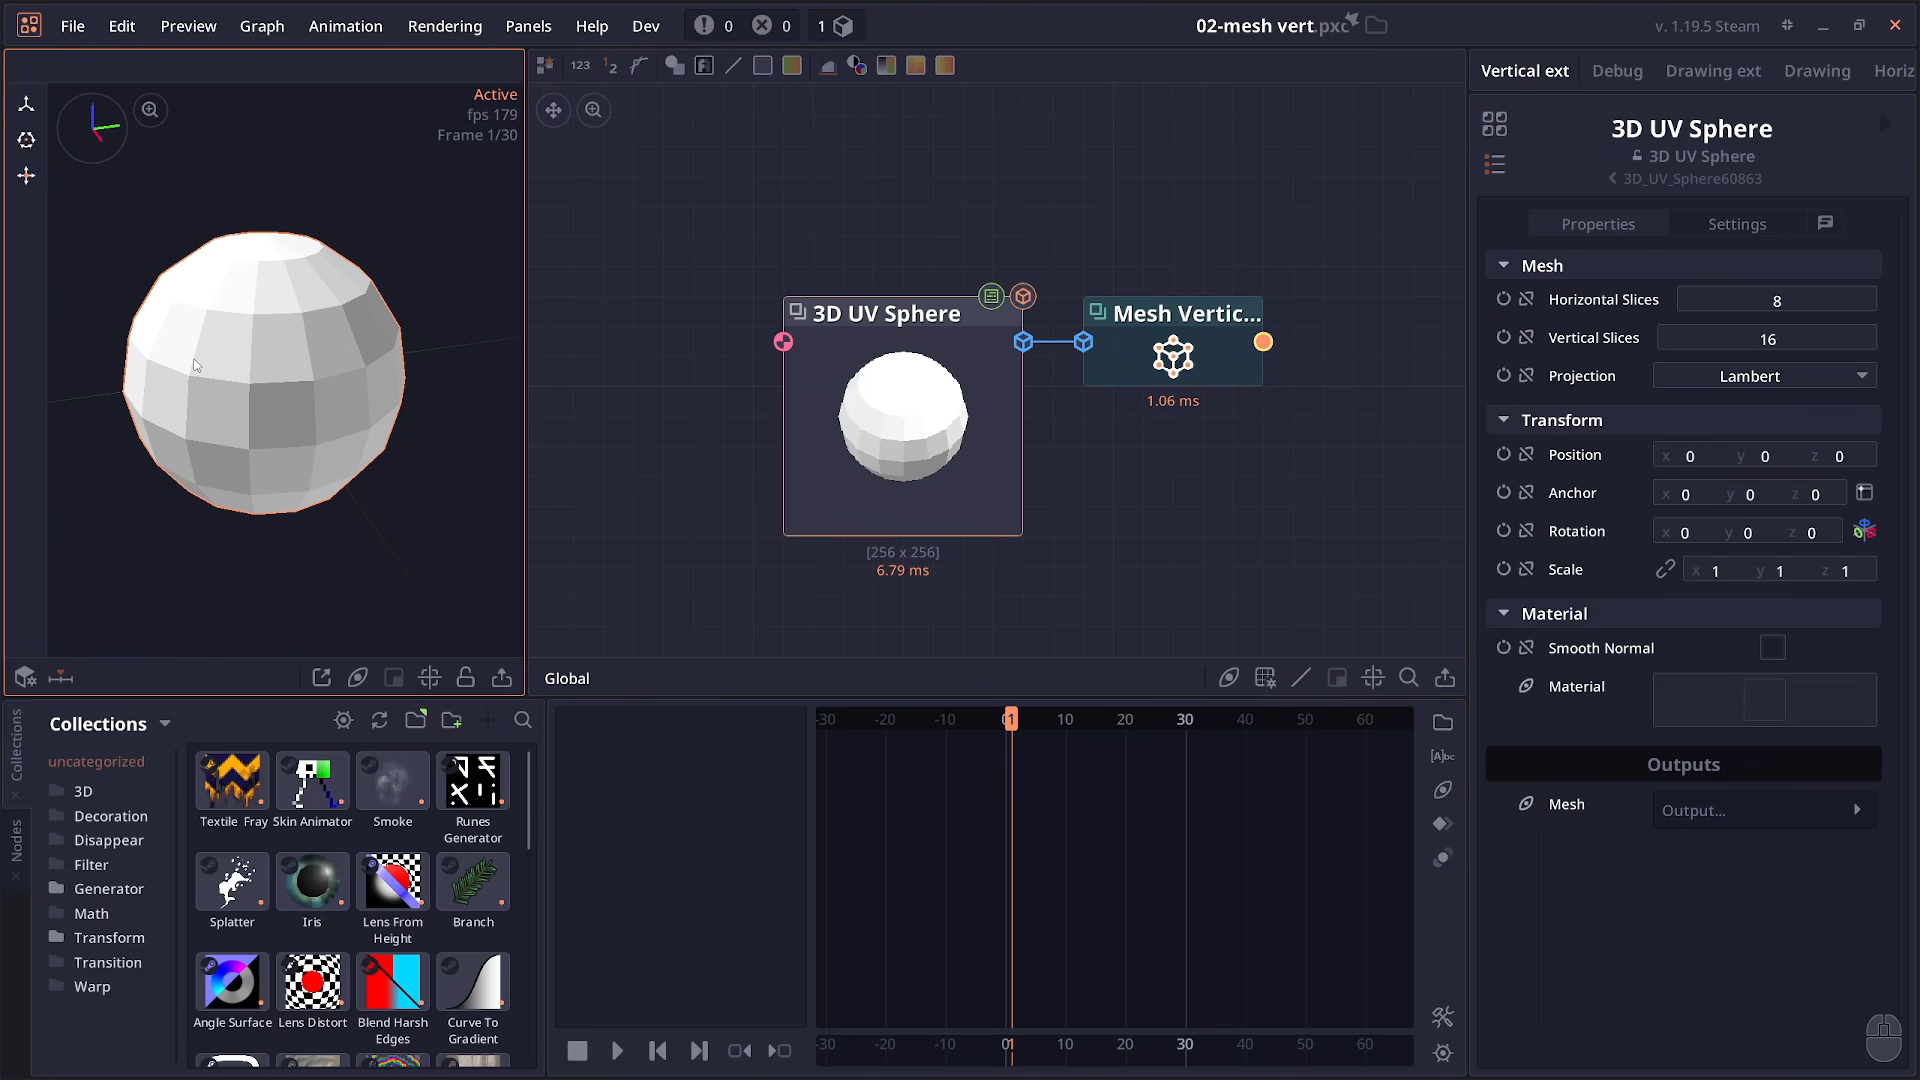 File Edit Preview Graph Animation Rendering Panels Help Dev 0 0 1
02-mesh vert.pxc
v. 1.19.5 Steam
Active
fps 179
Frame 1/30
123
3D UV Sphere
[256 x 256]
6.79 ms
Mesh Vertic...
1.06 ms
Global
Vertical ext Debug Drawing ext Drawing Horiz
3D UV Sphere
3D UV Sphere
3D_UV_Sphere60863
Properties Settings
Mesh
Horizontal Slices 8
Vertical Slices 16
Projection Lambert
Transform
Position x 0 y 0 z 0
Anchor x 0 y 0 z 0
Rotation x 0 y 0 z 0
Scale x 1 y 1 z 1
Material
Smooth Normal
Material
Outputs
Mesh Output...
Collections
Nodes
Collections
uncategorized
3D
Decoration
Disappear
Filter
Generator
Math
Transform
Transition
Warp
Textile Fray
Skin Animator
Smoke
Runes Generator
Splatter
Iris
Lens From Height
Branch
Angle Surface
Lens Distort
Blend Harsh Edges
Curve To Gradient
-30 -20 -10 01 10 20 30 40 50 60
[A]bc
-30 -20 -10 01 10 20 30 40 50 60